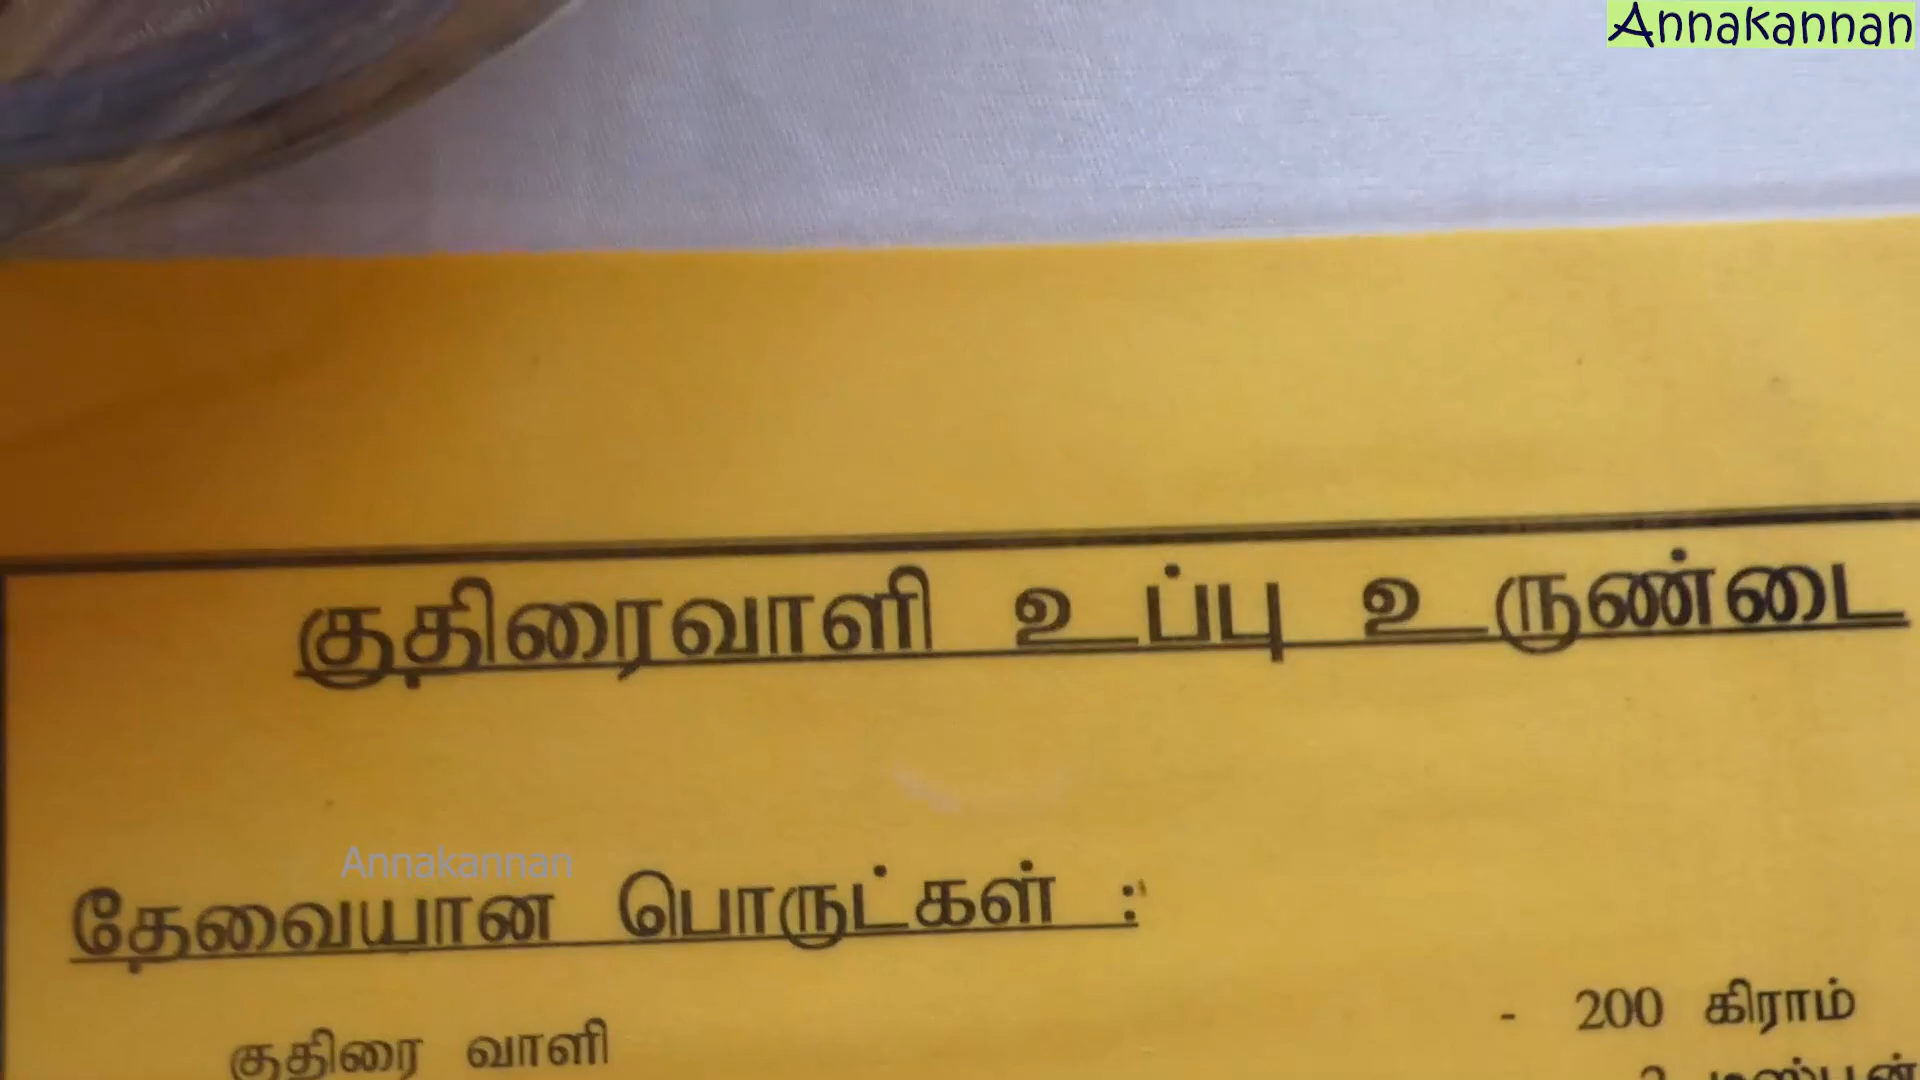 Annakannan
குதிரைவாளி உப்பு உருண்டை
Annakannan
தேவையான பொருட்கள் :
குதிரை வாளி - 200 கிராம்